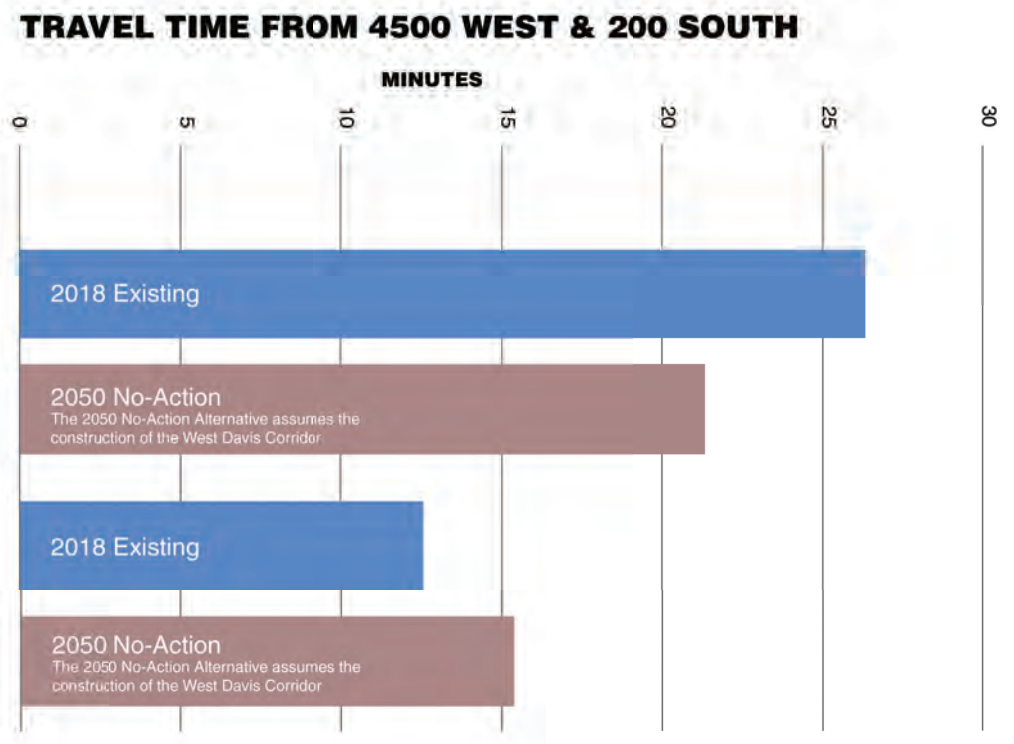 TRAVEL TIME FROM 4500 WEST & 200 SOUTH
MINUTES
0 5 10 15 20 25 30
2018 Existing
2050 No-Action
The 2050 No-Action Alternative assumes the
construction of the West Davis Corridor
2018 Existing
2050 No-Action
The 2050 No-Action Alternative assumes the
construction of the West Davis Corridor